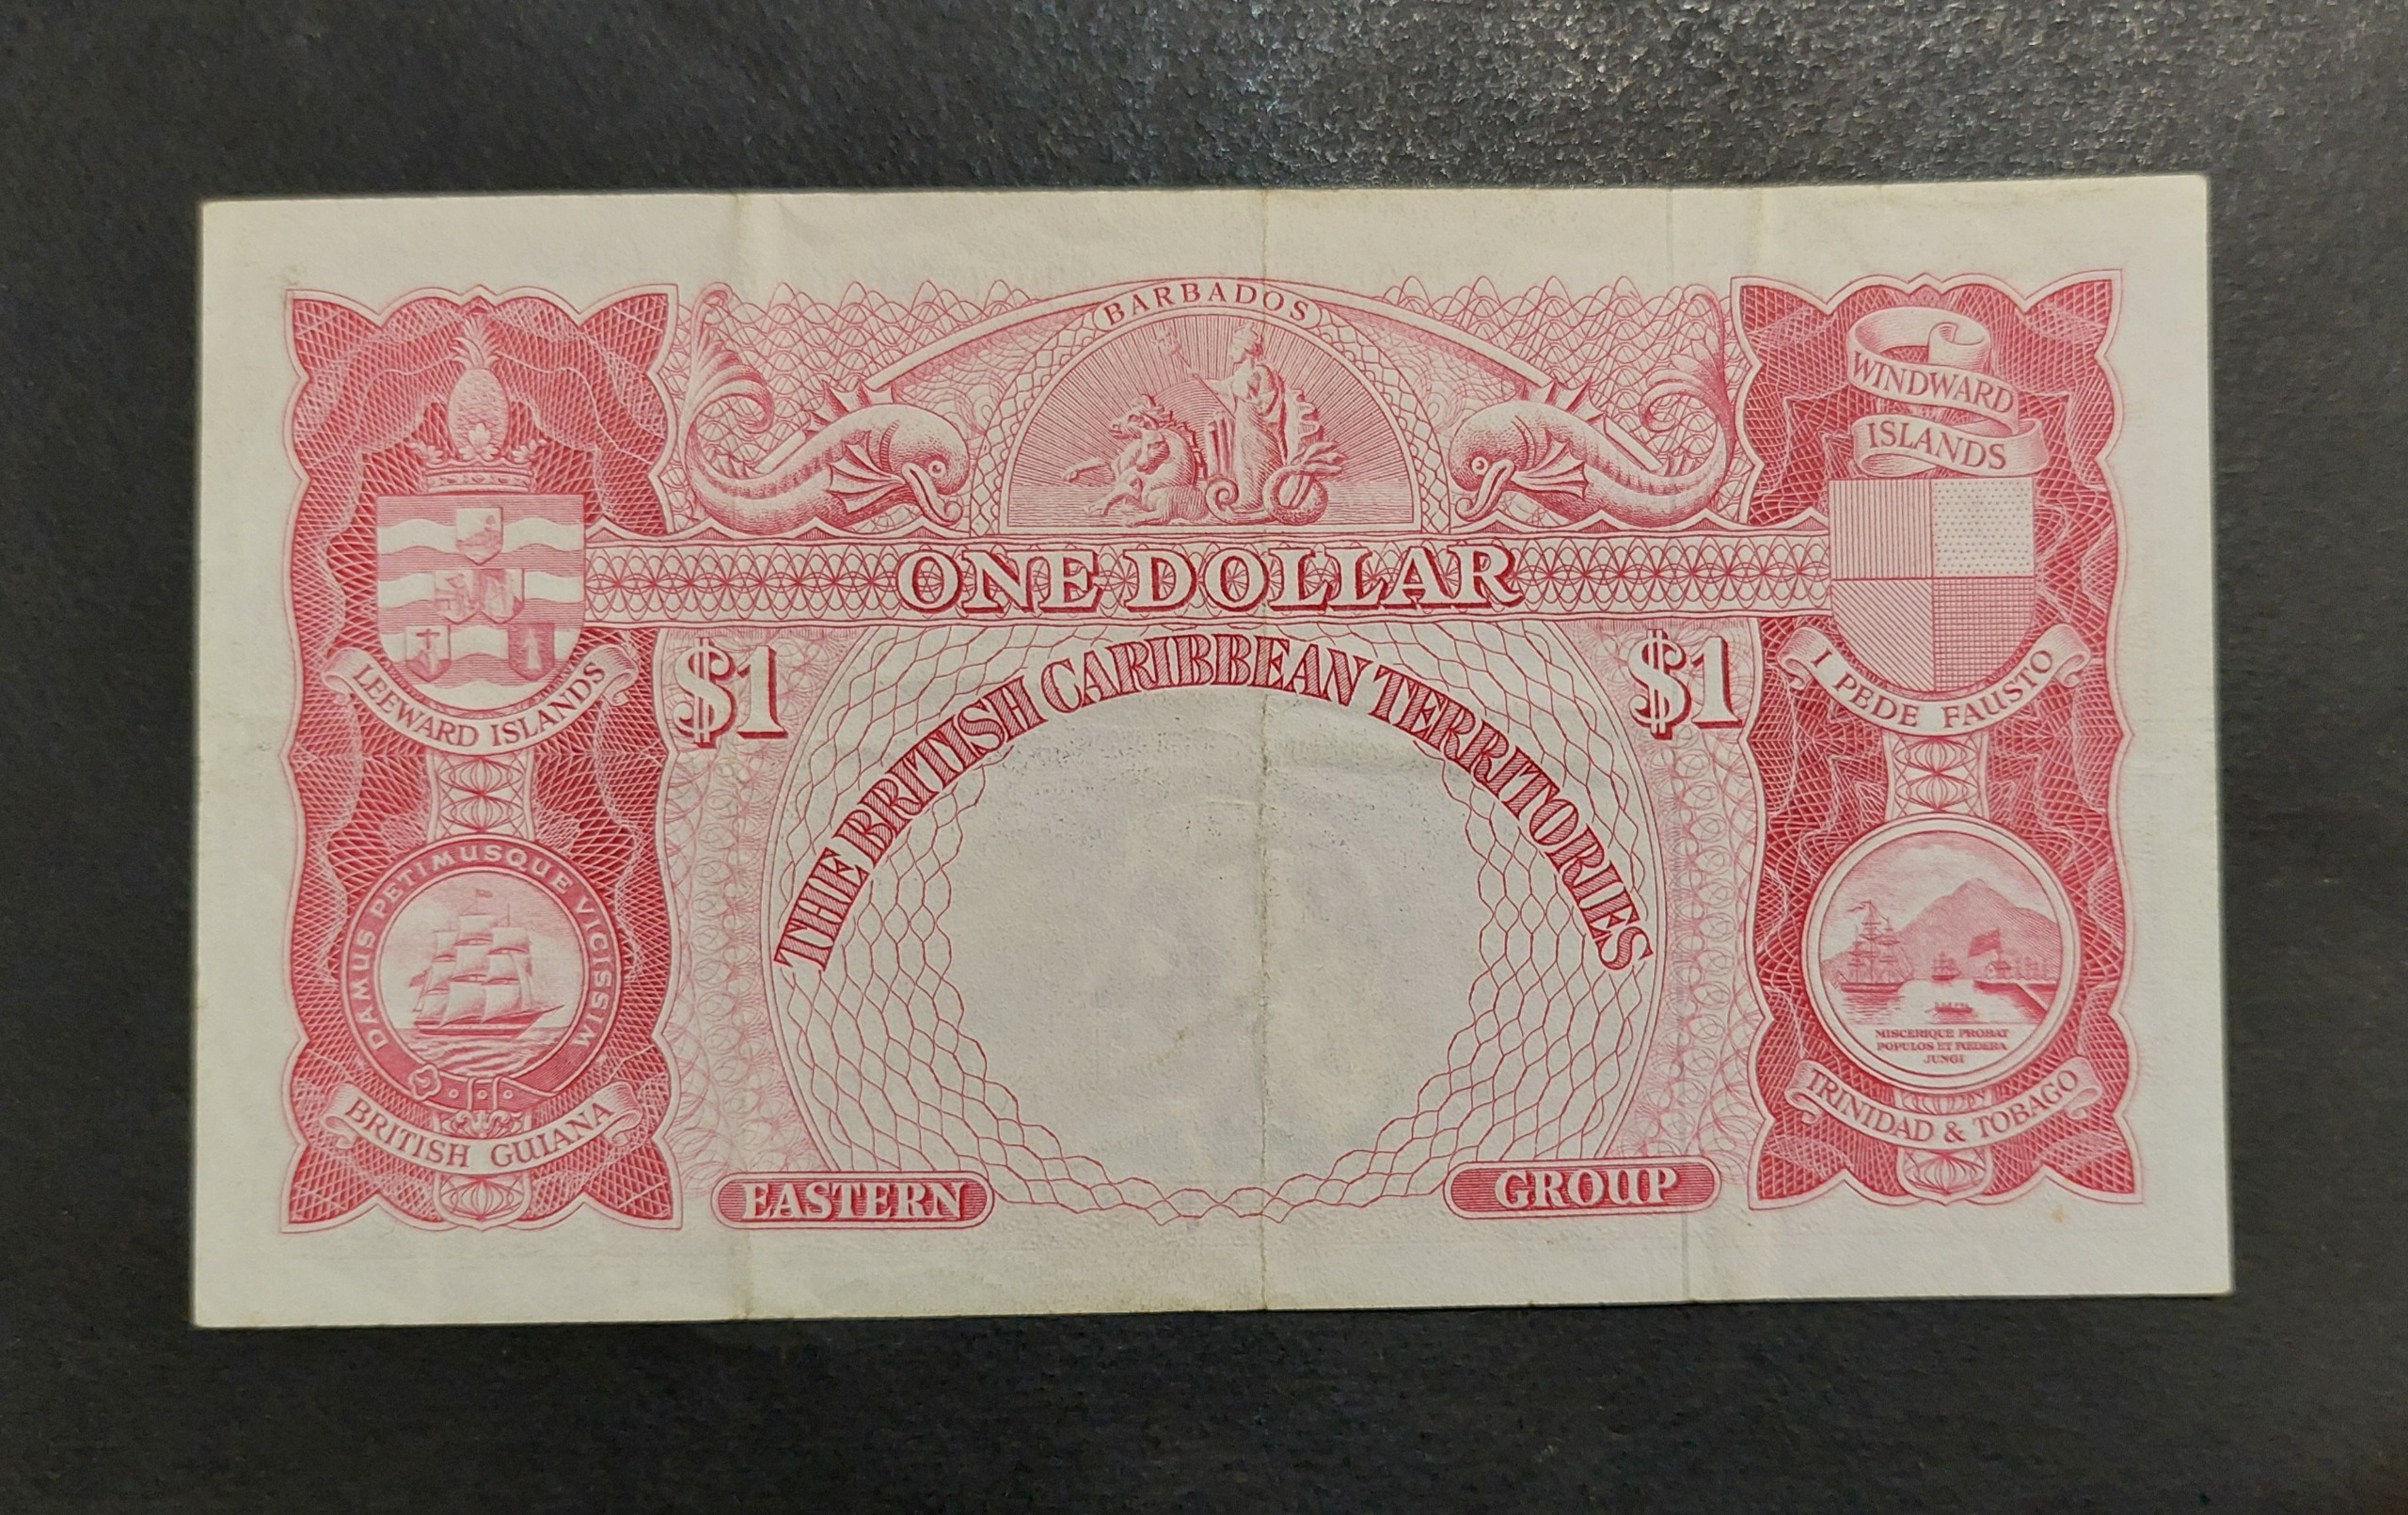 BARBADOS
WINDWARD
ISLANDS
ONE DOLLAR
LEEWARD ISLANDS
$1
$1
I PEDE FAUSTO
THE BRITISH CARIBBEAN TERRITORIES
DAMUS PETIMUSQUE VICISSIM
BRITISH GUIANA
MISCERIQUE PROBAT
POPULOS ET FŒDERA
JUNGI
TRINIDAD & TOBAGO
EASTERN
GROUP